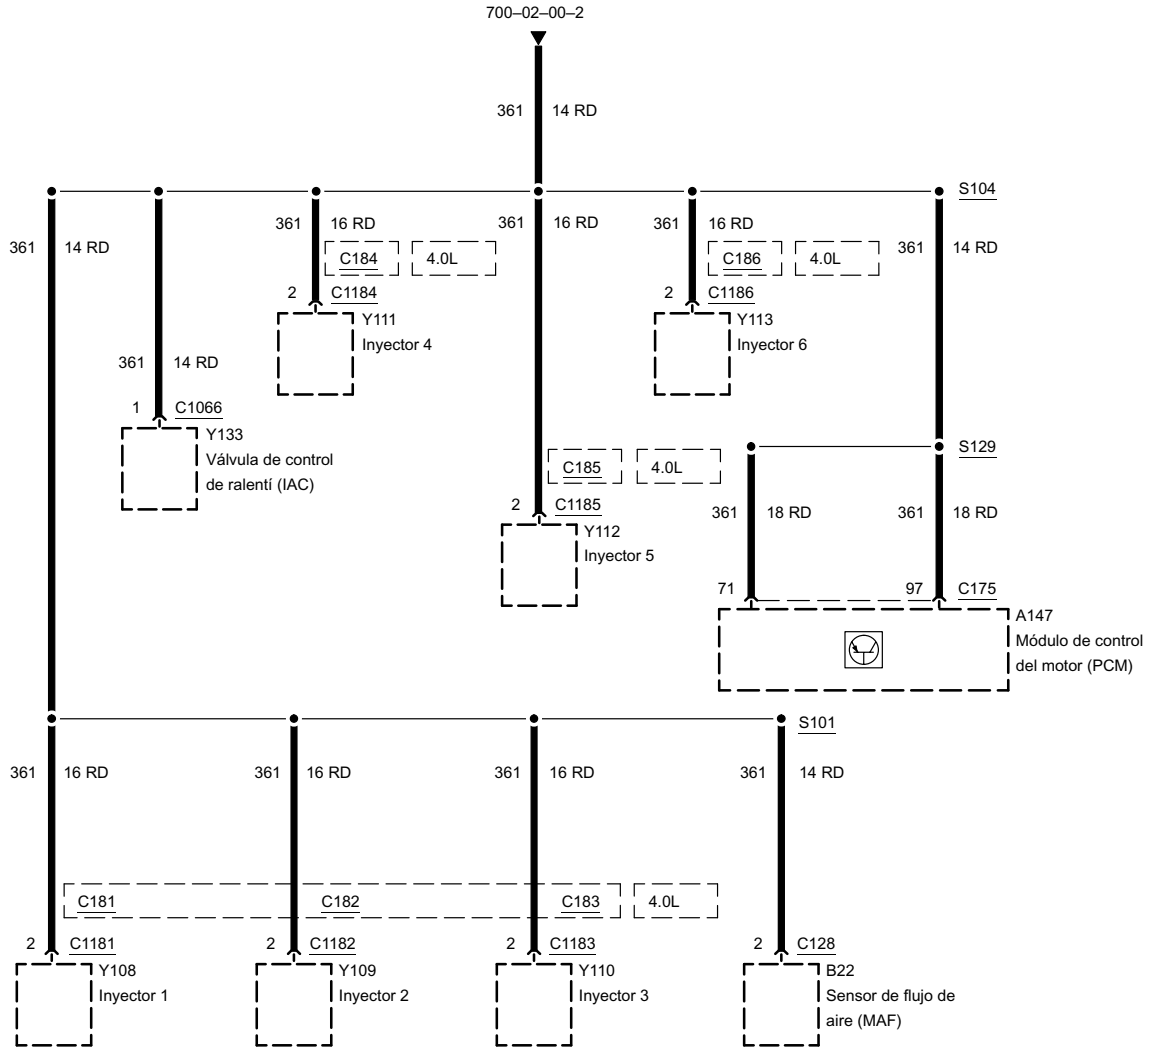 700–02–00–2
361 14 RD
S104
361 14 RD
361 16 RD
361 16 RD
361 16 RD
361 14 RD
C184 4.0L
C186 4.0L
2 C1184
2 C1186
Y111
Inyector 4
Y113
Inyector 6
361 14 RD
1 C1066
Y133
Válvula de control
de ralentí (IAC)
S129
C185 4.0L
2 C1185
Y112
Inyector 5
361 18 RD
361 18 RD
71
97 C175
A147
Módulo de control
del motor (PCM)
S101
361 16 RD
361 16 RD
361 16 RD
361 14 RD
C181 C182 C183 4.0L
2 C1181
2 C1182
2 C1183
2 C128
Y108
Inyector 1
Y109
Inyector 2
Y110
Inyector 3
B22
Sensor de flujo de
aire (MAF)